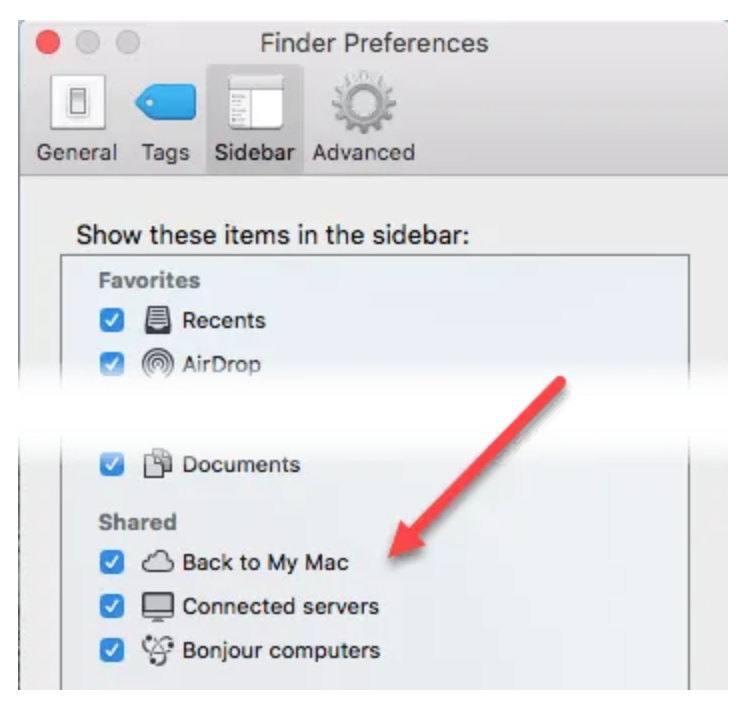 Finder Preferences
General Tags Sidebar Advanced
Show these items in the sidebar:
Favorites
Recents
AirDrop
Documents
Shared
Back to My Mac
Connected servers
Bonjour computers